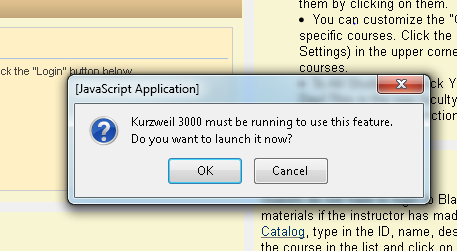 them by clicking on them.
• You can customize the "C
specific courses. Click the
Settings) in the upper corne
courses.
ck the "Login" button below
[JavaScript Application]
Kurzweil 3000 must be running to use this feature.
Do you want to launch it now?
OK
Cancel
ck Y
culty
ction
to Bla
materials if the instructor has mad
Catalog, type in the ID, name, des
the course in the list and click on